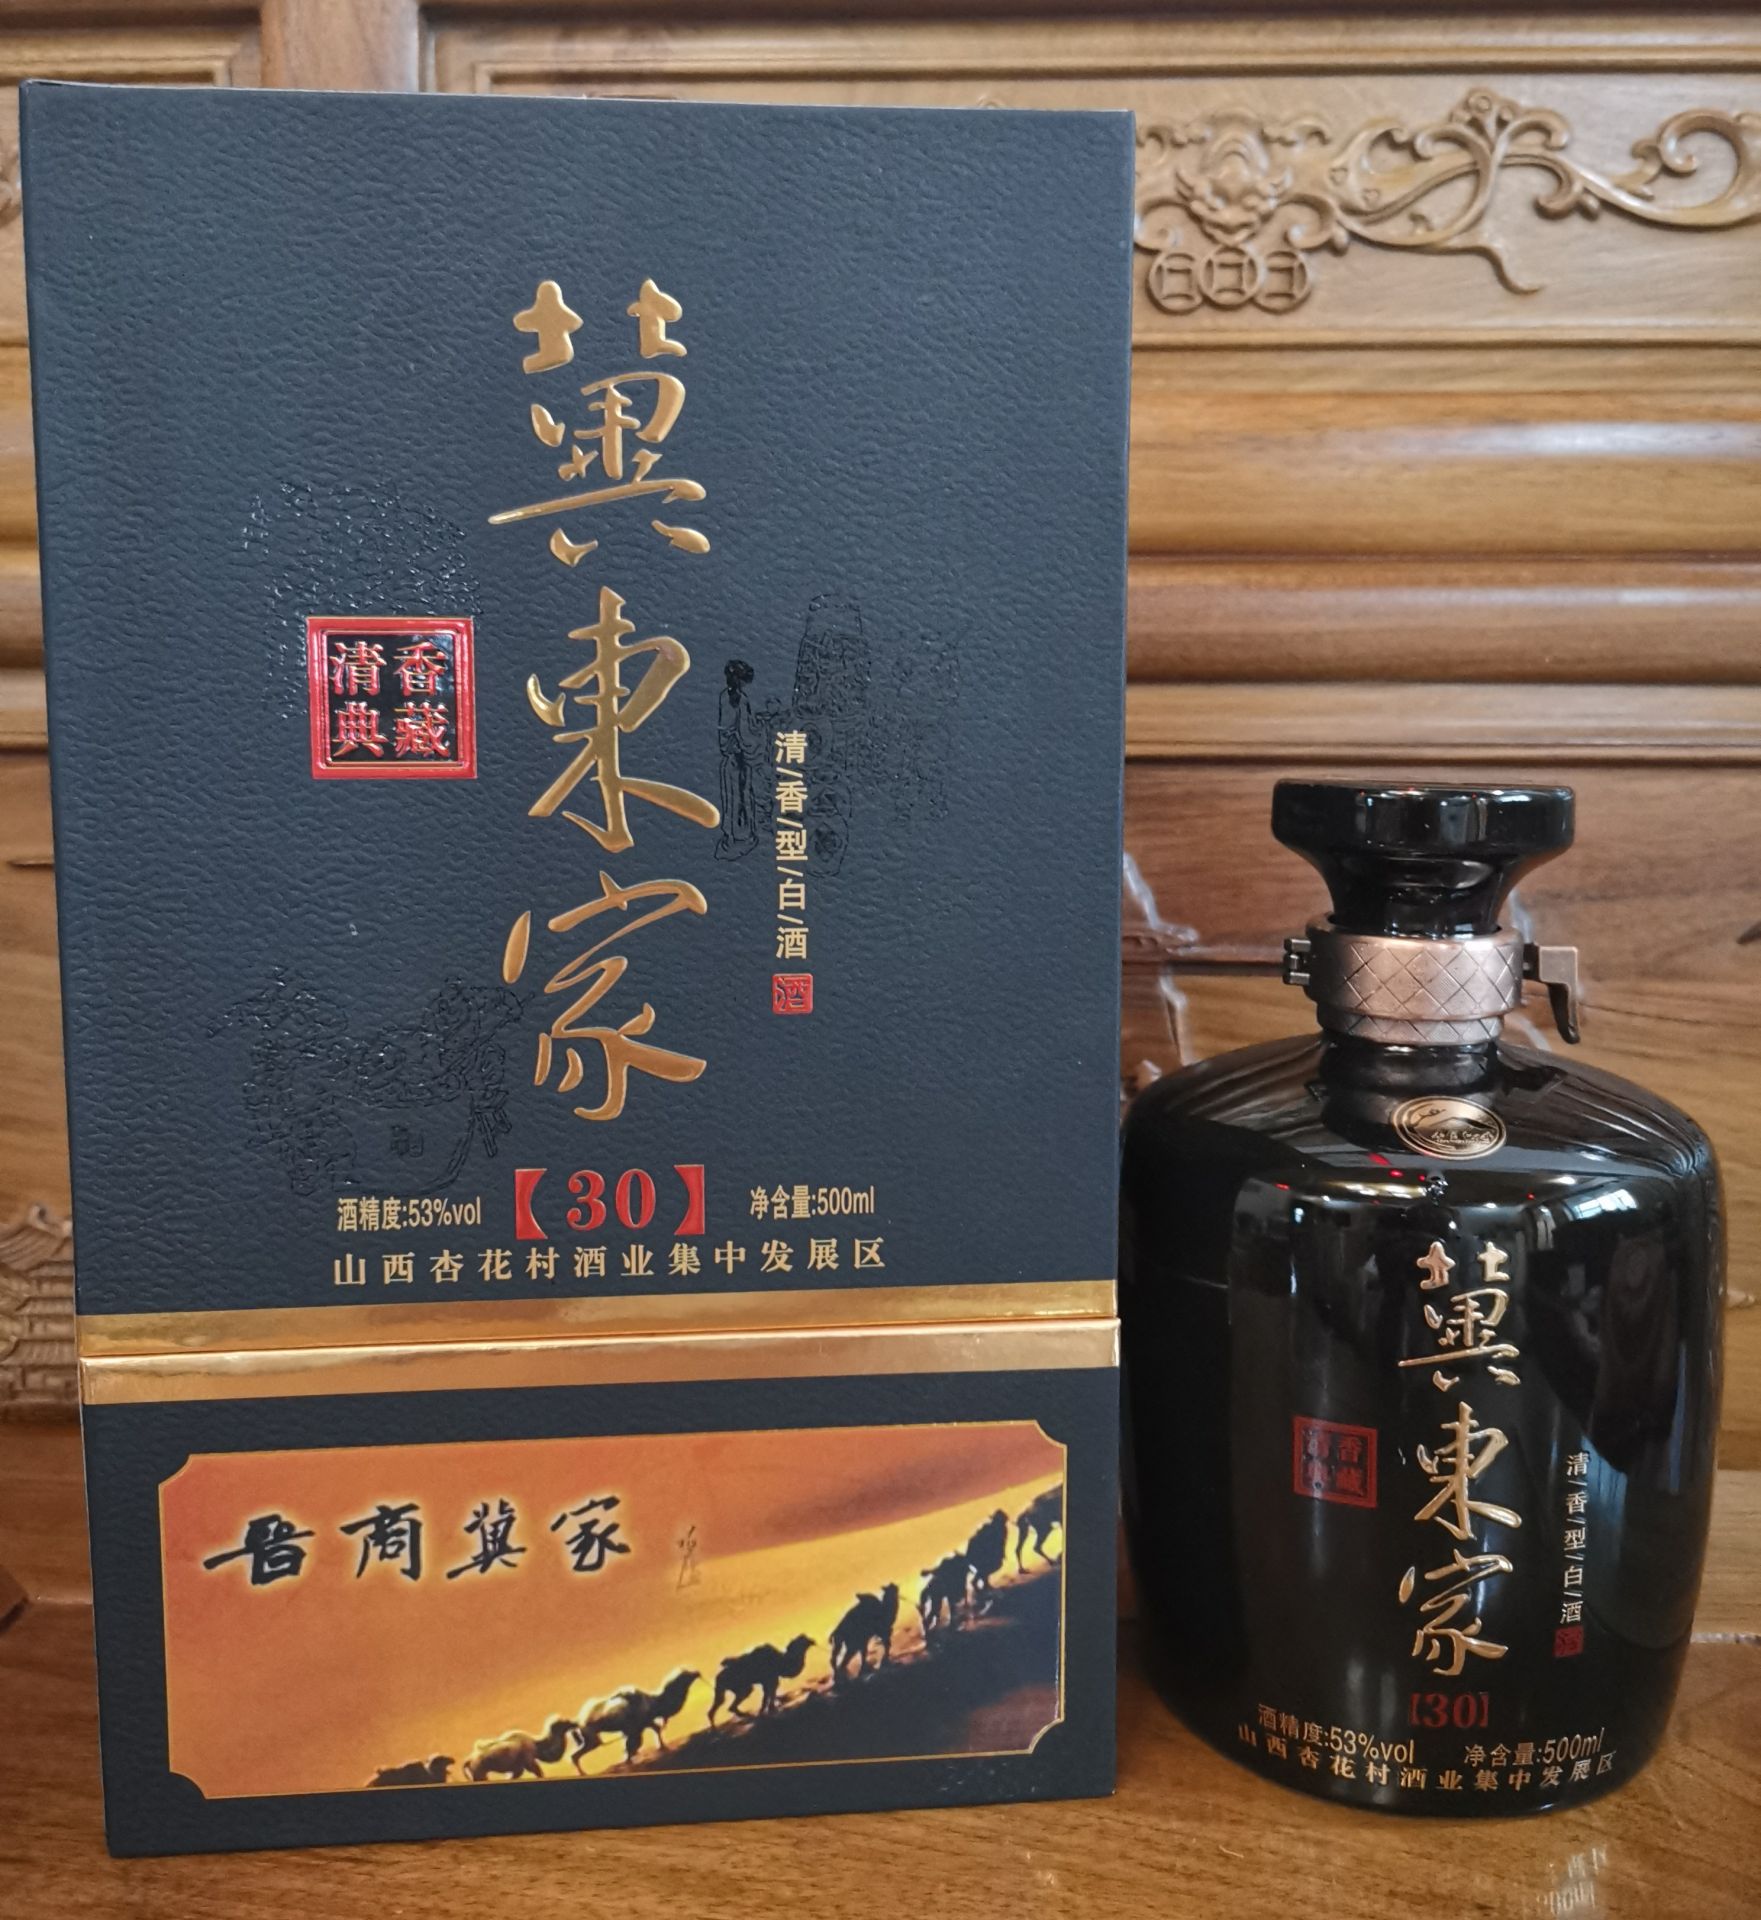 冀東家
清香
典藏
清/香/型/白/酒
酒
酒精度:53%vol
【30】
净含量:500ml
山西杏花村酒业集中发展区
晋商冀家
冀東家
清香
典藏
清/香/型/白/酒
酒
【30】
酒精度:53%vol
净含量:500ml
山西杏花村酒业集中发展区